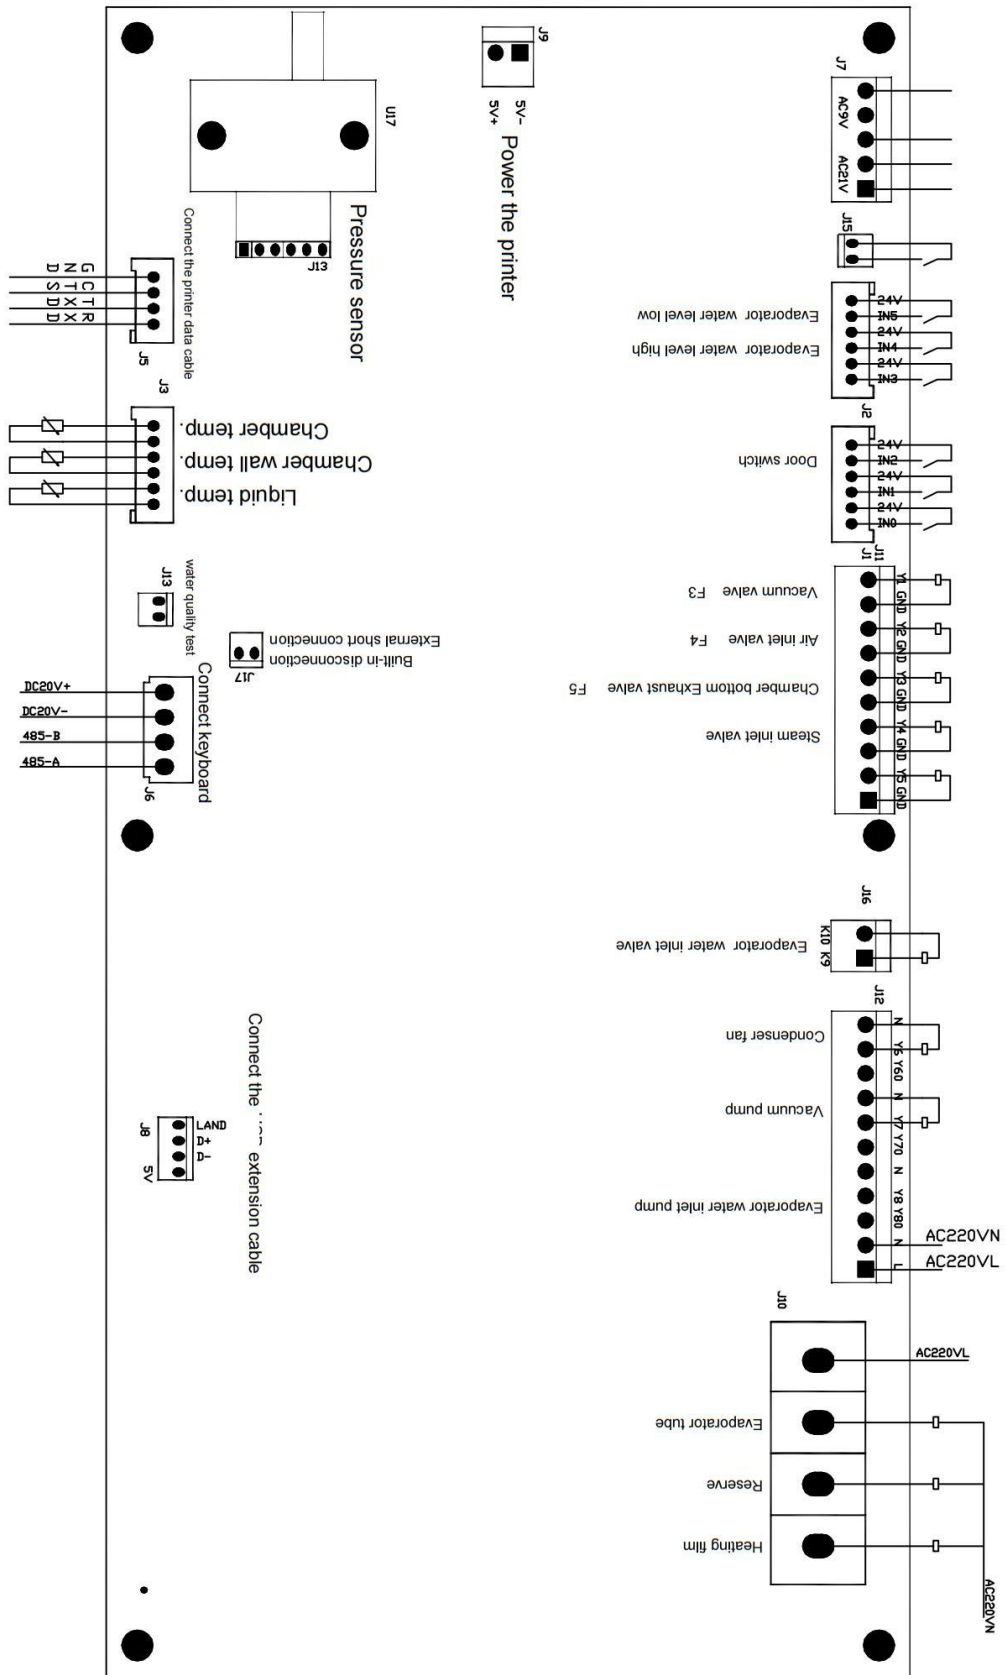 J9
5V-
5V+
Power the printer
U17
Pressure sensor
J13
J7
AC9V
AC21V
J15
Connect the printer data cable
G C T R
N T X X
D S D D
J5
24V
IN5
24V
IN4
24V
IN3
Evaporator water level low
Evaporator water level high
J2
J3
Chamber temp.
Chamber wall temp.
Liquid temp.
24V
IN2
24V
IN1
24V
IN0
Door switch
J1
J11
J13
water quality test
J17
External short connection
Built-in disconnection
Y1 GND Y2 GND Y3 GND Y4 GND Y5 GND
Vacuum valve F3
Air inlet valve F4
Chamber bottom Exhaust valve F5
Steam inlet valve
Connect keyboard
DC20V+
DC20V-
485-B
485-A
J6
J16
K10 K9
Evaporator water inlet valve
J12
N Y6 Y60 N Y7 Y70 N Y8 Y80 N L
Condenser fan
Vacuum pump
Evaporator water inlet pump
AC220VN
AC220VL
Connect the extension cable
J8
LAND
D+
D-
5V
J10
AC220VL
Evaporator tube
Reserve
Heating film
AC220VN